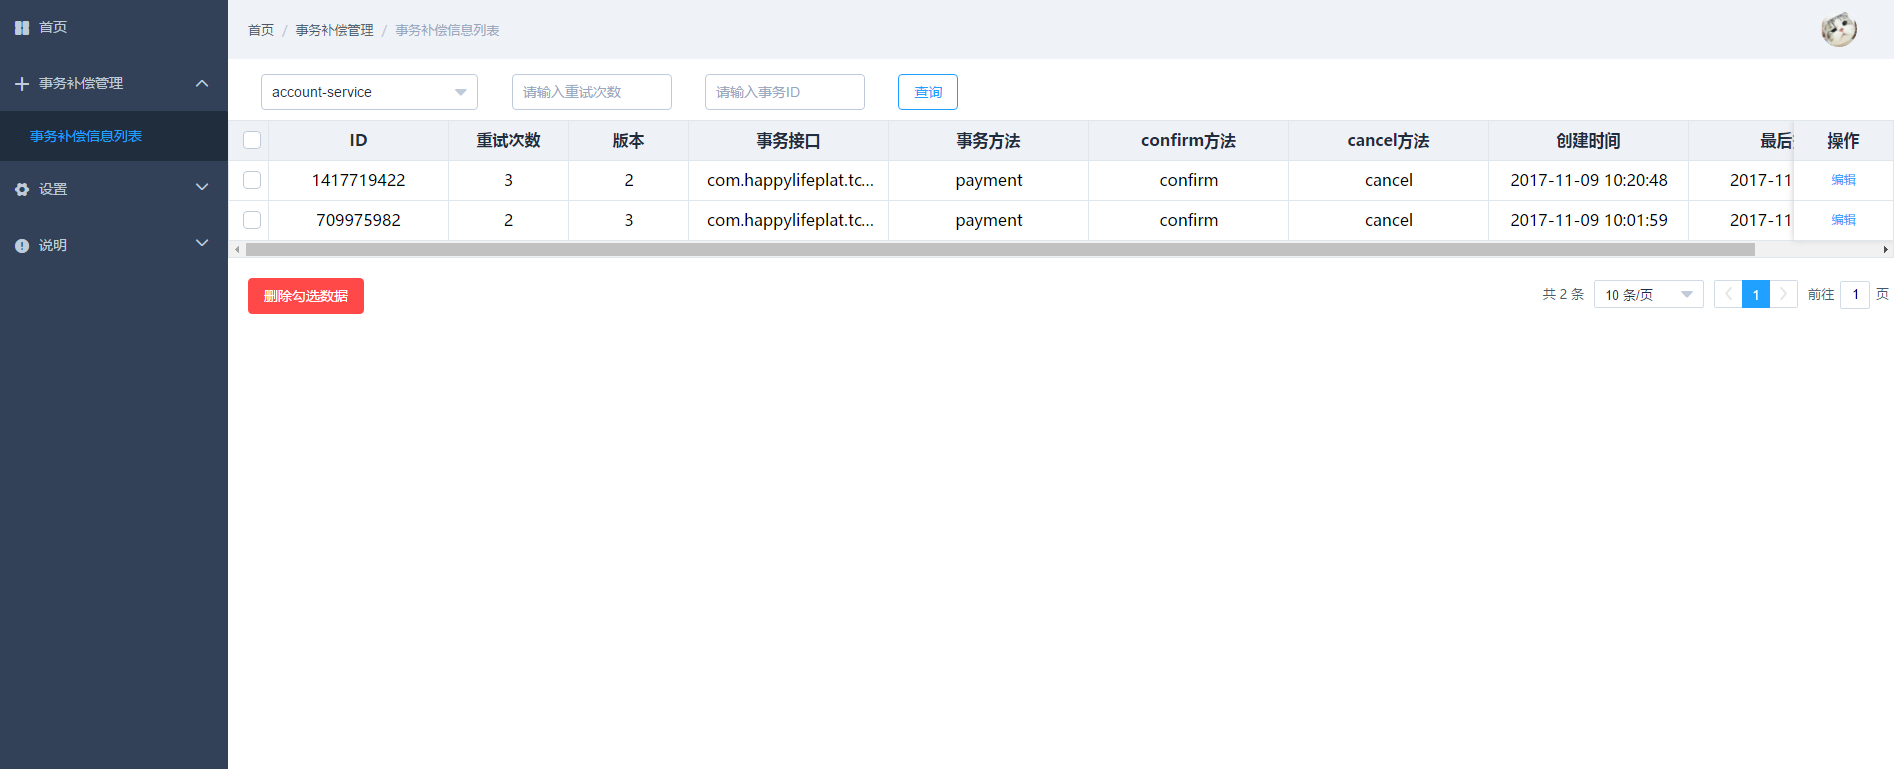 首页
事务补偿管理
事务补偿信息列表
设置
说明
首页 / 事务补偿管理 / 事务补偿信息列表
account-service 请输入重试次数 请输入事务ID 查询
ID 重试次数 版本 事务接口 事务方法 confirm方法 cancel方法 创建时间 最后 操作
1417719422 3 2 com.happylifeplat.tc... payment confirm cancel 2017-11-09 10:20:48 2017-11 编辑
709975982 2 3 com.happylifeplat.tc... payment confirm cancel 2017-11-09 10:01:59 2017-11 编辑
删除勾选数据 共 2 条 10 条/页 1 前往 1 页